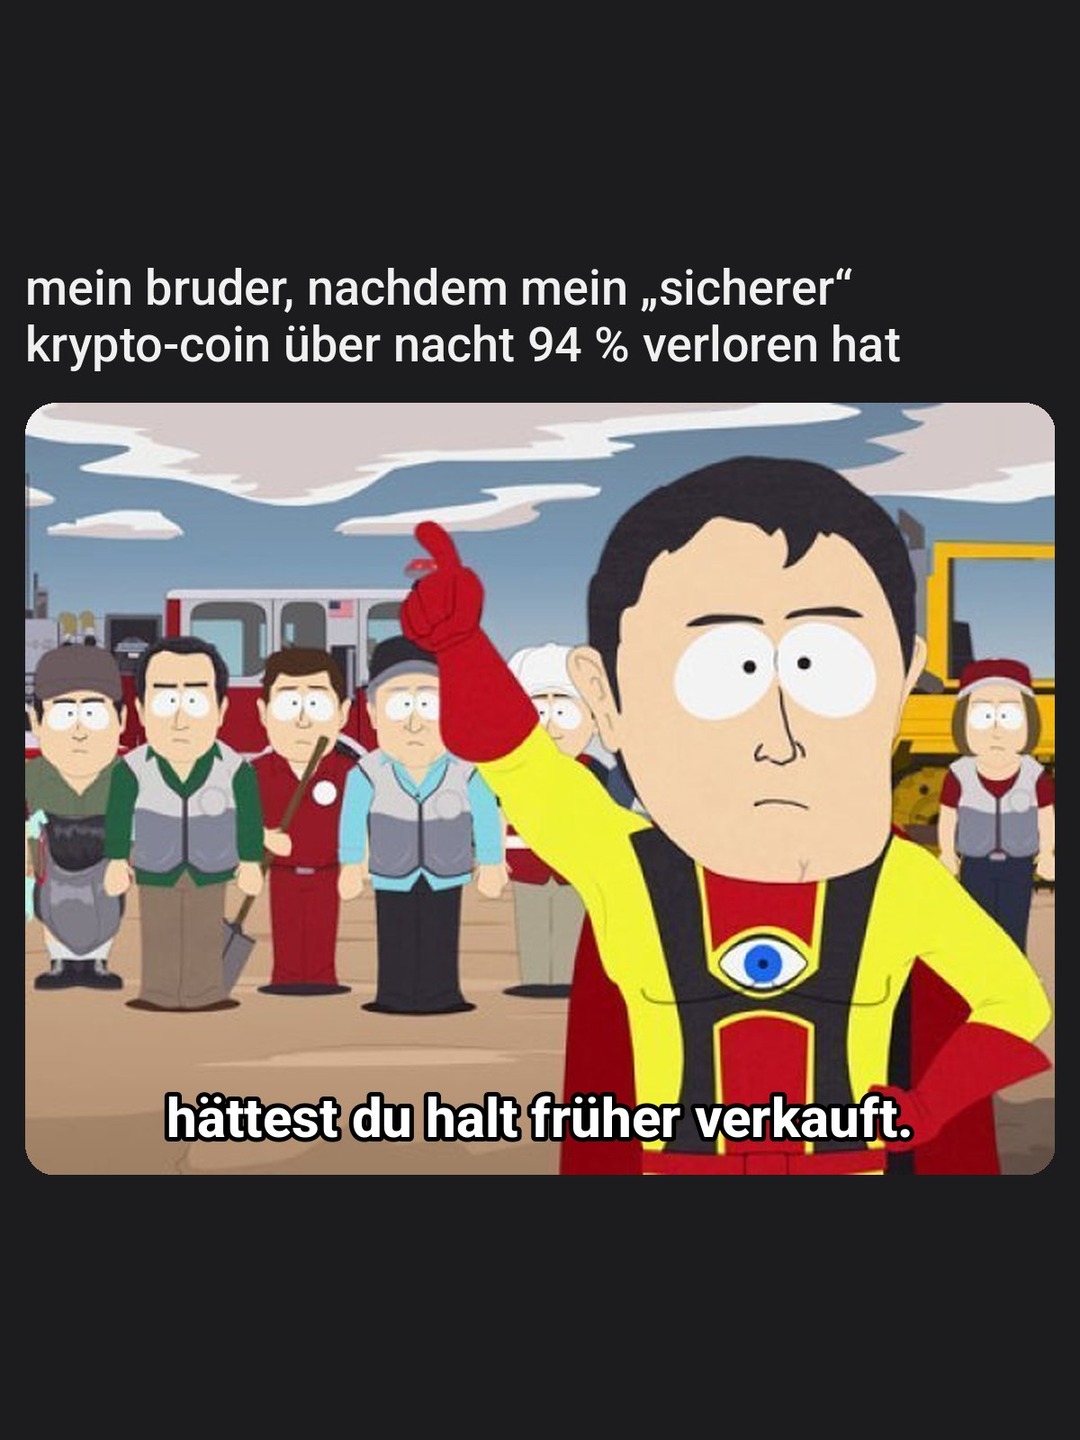 mein bruder, nachdem mein „sicherer“
krypto-coin über nacht 94 % verloren hat
hättest du halt früher verkauft.